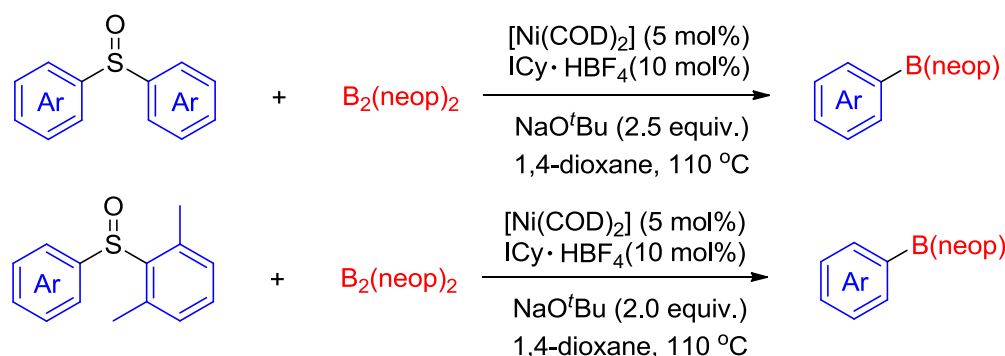 O
S
Ar
Ar
+
B₂(neop)₂
[Ni(COD)₂] (5 mol%)
ICy·HBF₄(10 mol%)
NaOᵗBu (2.5 equiv.)
1,4-dioxane, 110 ºC
B(neop)
Ar
O
S
Ar
+
B₂(neop)₂
[Ni(COD)₂] (5 mol%)
ICy·HBF₄(10 mol%)
NaOᵗBu (2.0 equiv.)
1,4-dioxane, 110 ºC
B(neop)
Ar